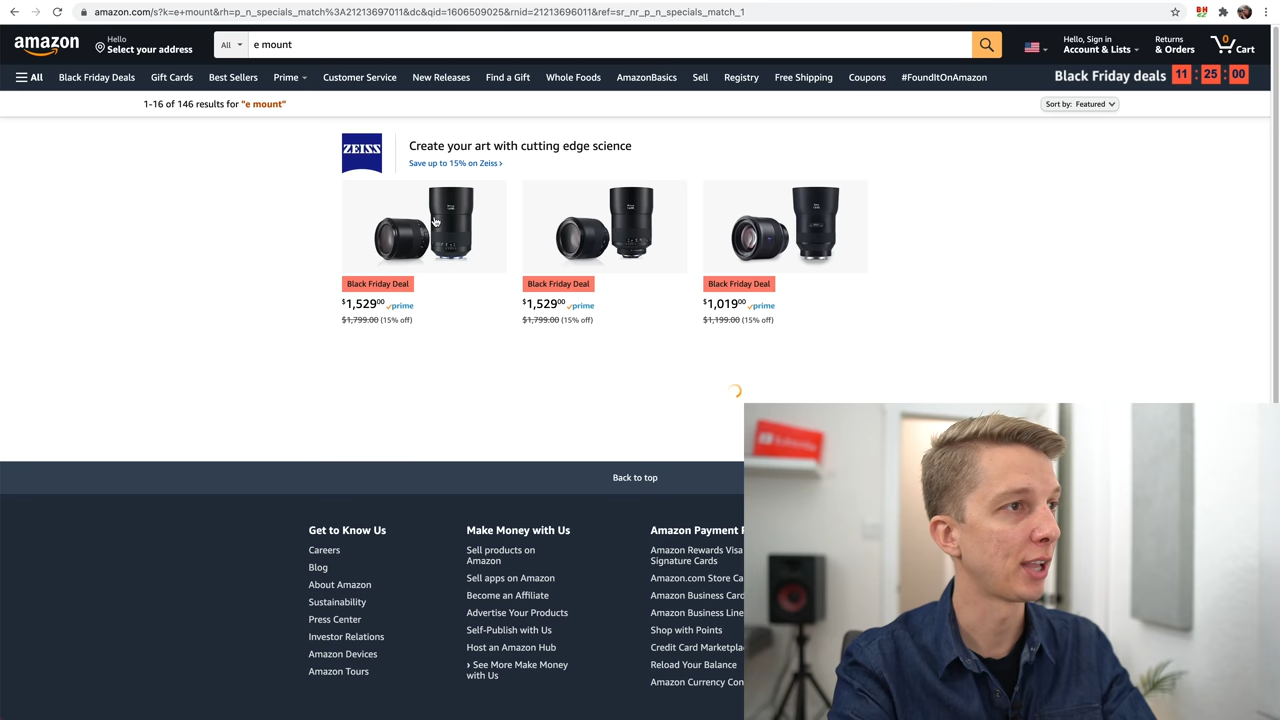 amazon.com/s?k=e+mount&rh=p_n_specials_match%3A21213697011&dc&qid=1606509025&rnid=21213696011&ref=sr_nr_p_n_specials_match_1
amazon
Hello
Select your address
All
e mount
Hello, Sign in
Account & Lists
Returns
& Orders
0
Cart
All
Black Friday Deals
Gift Cards
Best Sellers
Prime
Customer Service
New Releases
Find a Gift
Whole Foods
AmazonBasics
Sell
Registry
Free Shipping
Coupons
#FoundItOnAmazon
Black Friday deals 11 : 25 : 00
1-16 of 146 results for "e mount"
Sort by: Featured
ZEISS
Create your art with cutting edge science
Save up to 15% on Zeiss ›
Black Friday Deal
$1,529.00 prime
$1,799.00 (15% off)
Black Friday Deal
$1,529.00 prime
$1,799.00 (15% off)
Black Friday Deal
$1,019.00 prime
$1,199.00 (15% off)
Back to top
Get to Know Us
Careers
Blog
About Amazon
Sustainability
Press Center
Investor Relations
Amazon Devices
Amazon Tours
Make Money with Us
Sell products on
Amazon
Sell apps on Amazon
Become an Affiliate
Advertise Your Products
Self-Publish with Us
Host an Amazon Hub
› See More Make Money
with Us
Amazon Payment
Amazon Rewards Visa
Signature Cards
Amazon.com Store
Amazon Business
Amazon Business
Shop with Points
Credit Card
Reload Your Balance
Amazon Currency